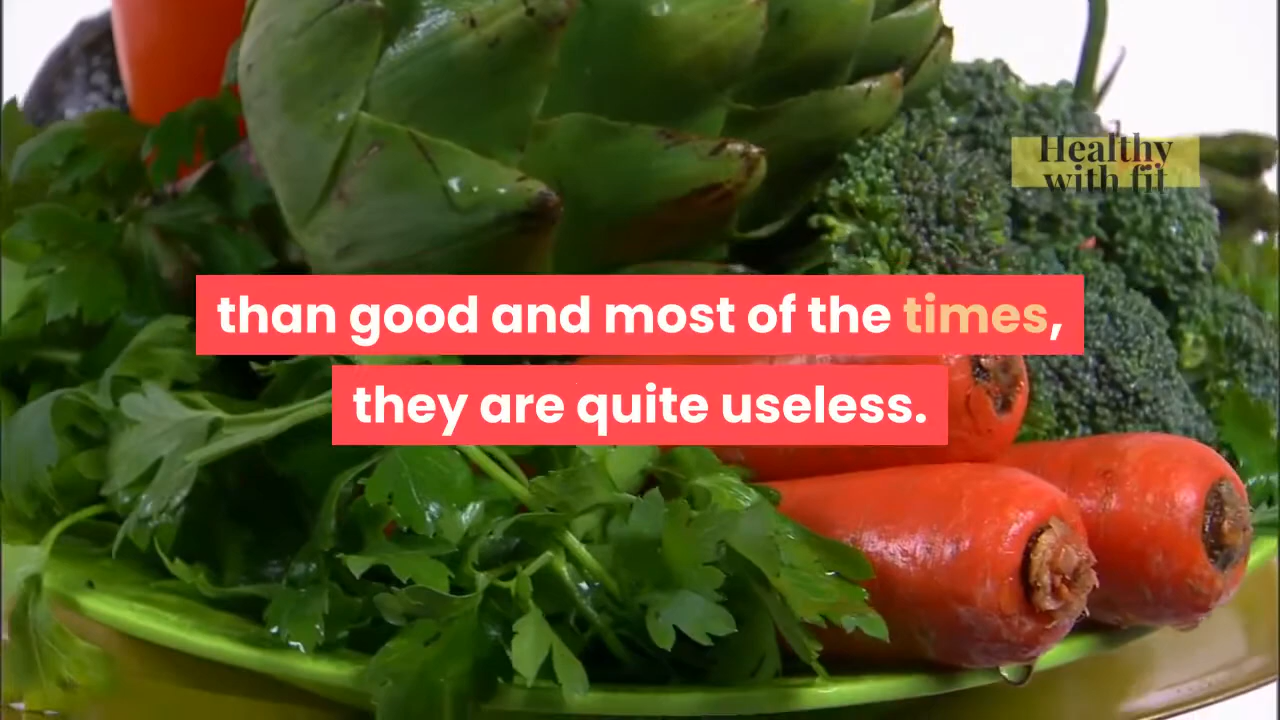 Healthy
with fit
than good and most of the times,
they are quite useless.